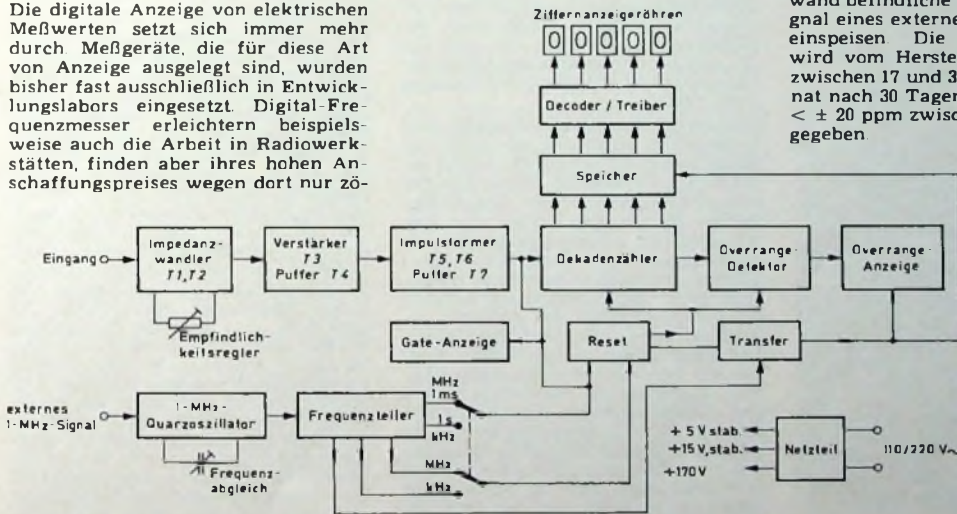 Die digitale Anzeige von elektrischen
Meßwerten setzt sich immer mehr
durch. Meßgeräte, die für diese Art
von Anzeige ausgelegt sind, wurden
bisher fast ausschließlich in Entwick-
lungslabors eingesetzt. Digital-Fre-
quenzmesser erleichtern beispiels-
weise auch die Arbeit in Radiowerk-
stätten, finden aber ihres hohen An-
schaffungspreises wegen dort nur zö-
wand befindliche
gnal eines externe
einspeisen. Die
wird vom Herste
zwischen 17 und 3
nat nach 30 Tagen
< ± 20 ppm zwisc
gegeben.
Ziffernanzeigeröhren
0 0 0 0 0
Decoder / Treiber
Speicher
Eingang
Impedanz-
wandler
T1, T2
Verstärker
T3
Puffer T4
Impulsformer
T5, T6
Puffer T7
Dekadenzähler
Overrange-
Detektor
Overrange-
Anzeige
Empfindlich-
keitsregler
Gate-Anzeige
Reset
Transfer
externes
1-MHz-Signal
1-MHz-
Quarzoszillator
Frequenzteiler
MHz
1ms
1s
kHz
MHz
kHz
Frequenz-
abgleich
+ 5 V stab.
+15 V, stab.
+170 V
Netzteil
110/220 V~